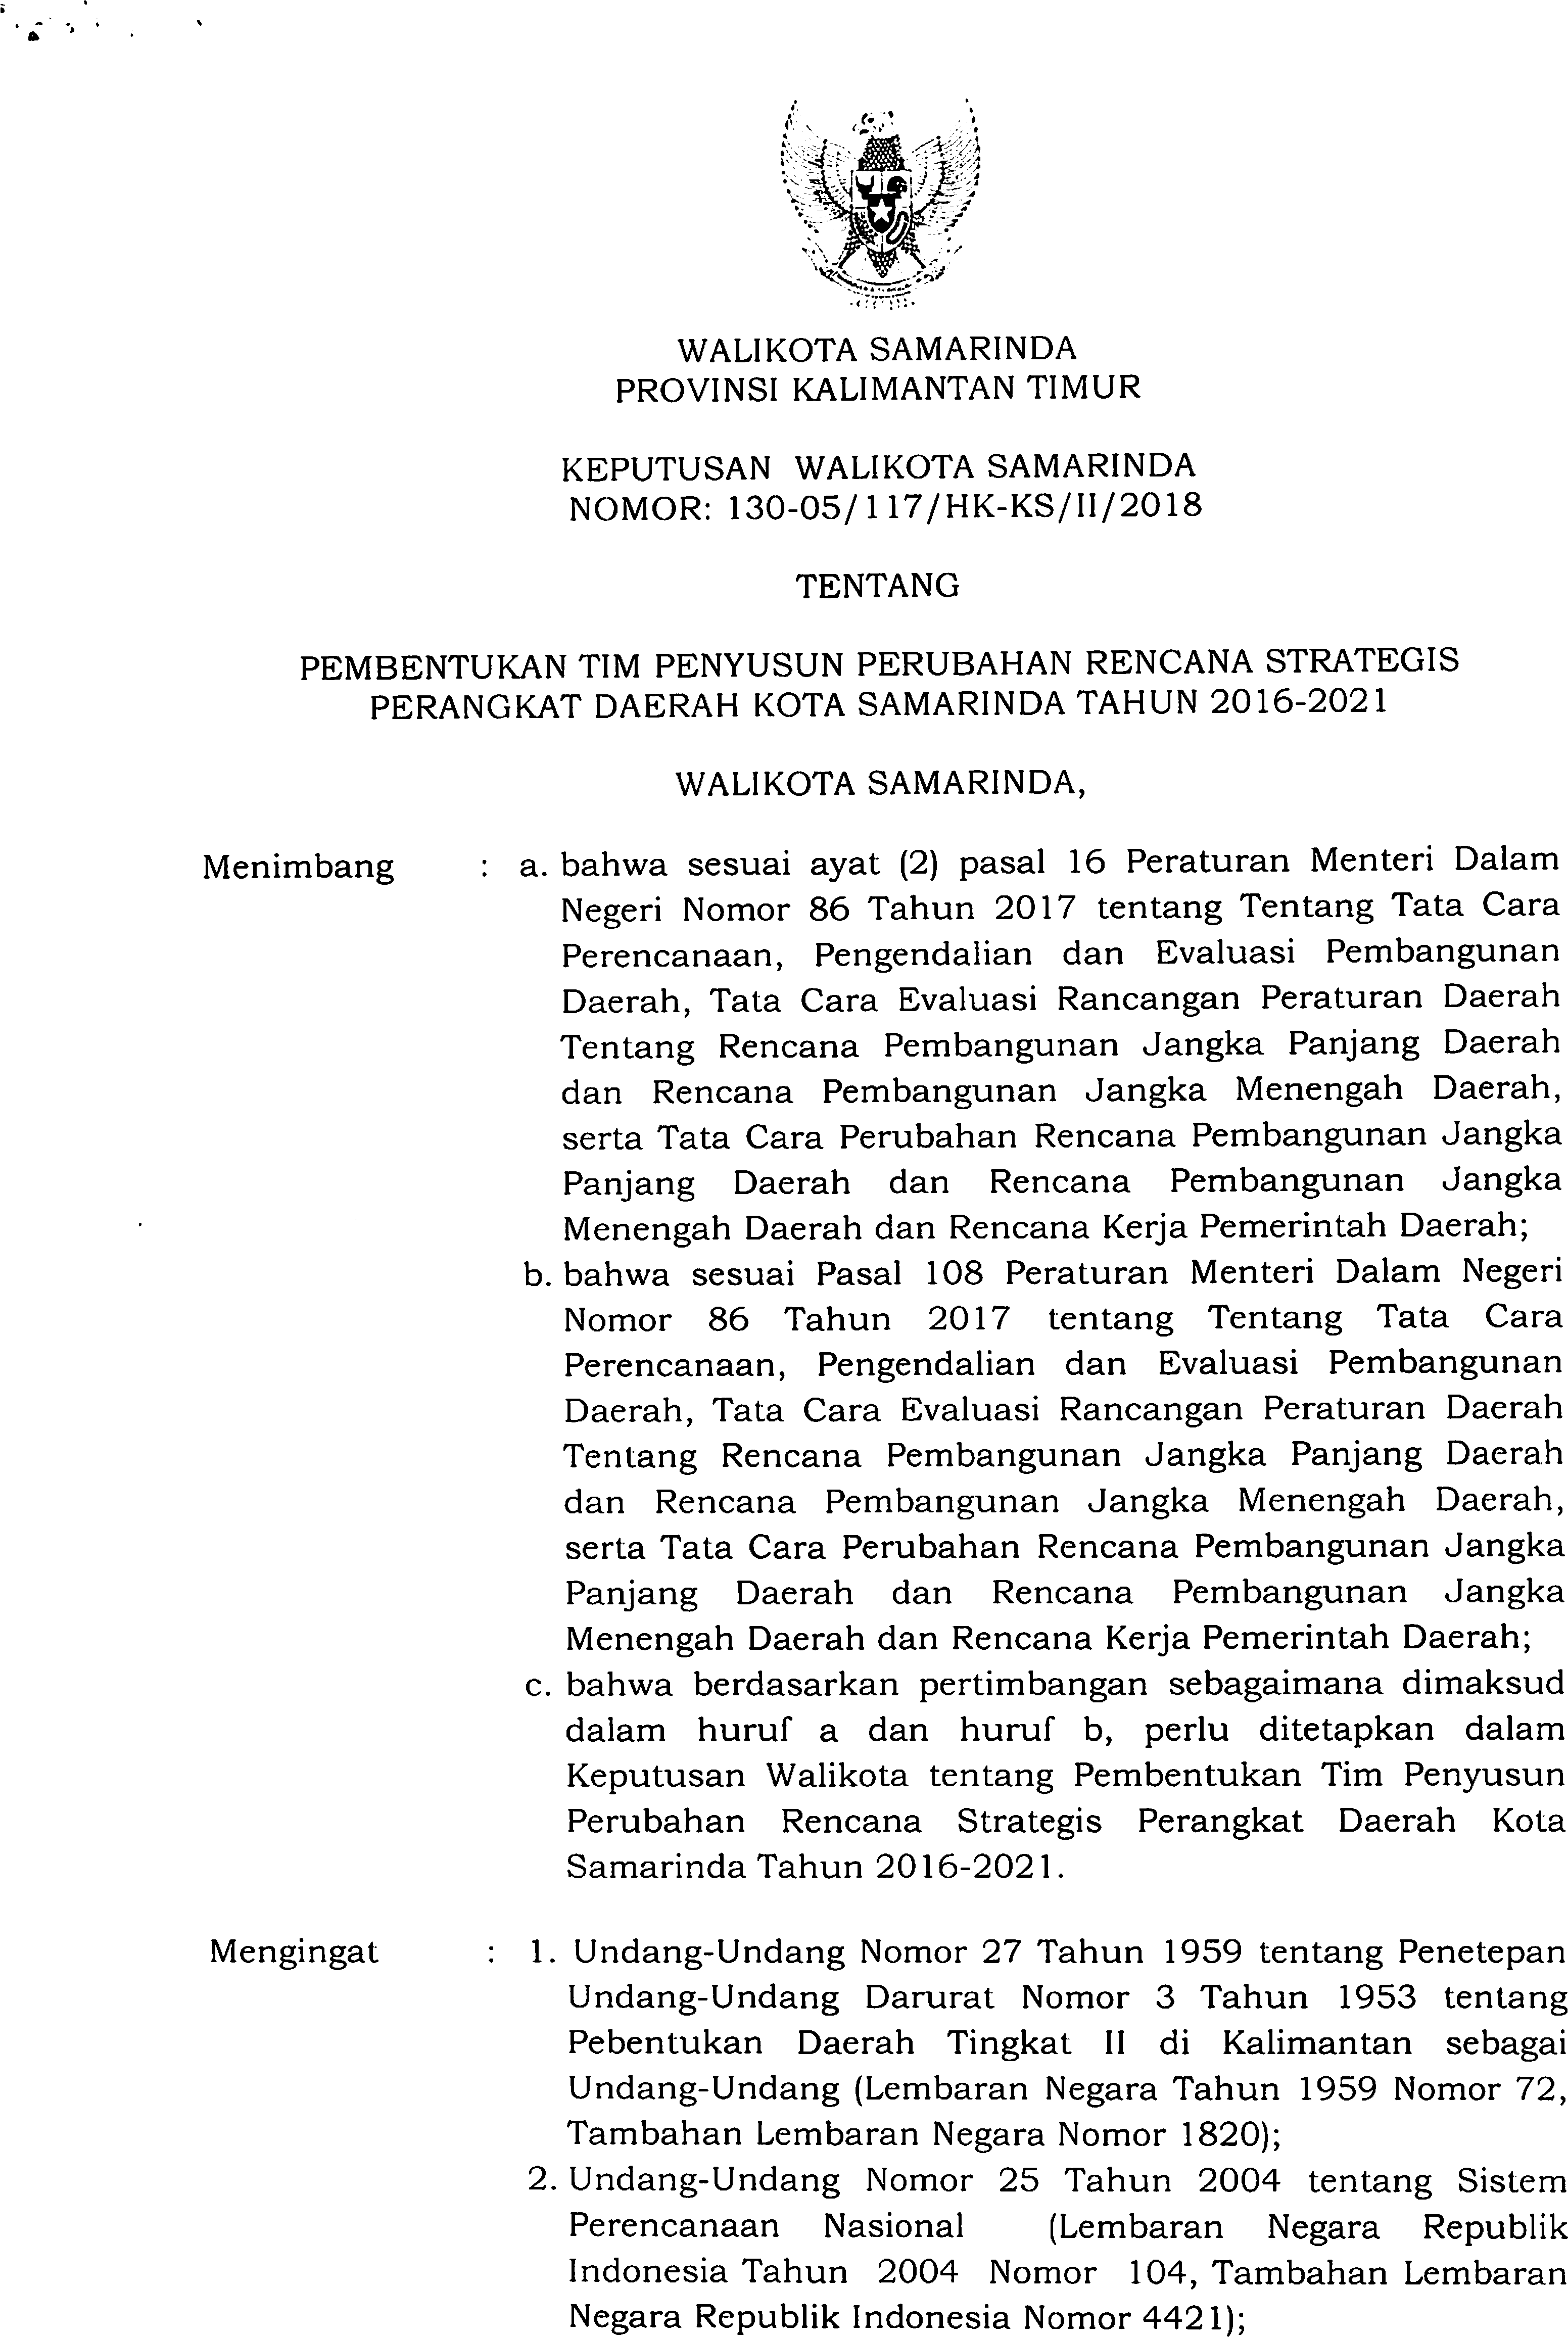 WALIKOTA SAMARINDA
PROVINSI KALIMANTAN TIMUR
KEPUTUSAN WALIKOTA SAMARINDA
NOMOR: 130-05/117/HK-KS/II/2018
TENTANG
PEMBENTUKAN TIM PENYUSUN PERUBAHAN RENCANA STRATEGIS
PERANGKAT DAERAH KOTA SAMARINDA TAHUN 2016-2021
WALIKOTA SAMARINDA,
Menimbang : a. bahwa sesuai ayat (2) pasal 16 Peraturan Menteri Dalam
Negeri Nomor 86 Tahun 2017 tentang Tentang Tata Cara
Perencanaan, Pengendalian dan Evaluasi Pembangunan
Daerah, Tata Cara Evaluasi Rancangan Peraturan Daerah
Tentang Rencana Pembangunan Jangka Panjang Daerah
dan Rencana Pembangunan Jangka Menengah Daerah,
serta Tata Cara Perubahan Rencana Pembangunan Jangka
Panjang Daerah dan Rencana Pembangunan Jangka
Menengah Daerah dan Rencana Kerja Pemerintah Daerah;
b. bahwa sesuai Pasal 108 Peraturan Menteri Dalam Negeri
Nomor 86 Tahun 2017 tentang Tentang Tata Cara
Perencanaan, Pengendalian dan Evaluasi Pembangunan
Daerah, Tata Cara Evaluasi Rancangan Peraturan Daerah
Tentang Rencana Pembangunan Jangka Panjang Daerah
dan Rencana Pembangunan Jangka Menengah Daerah,
serta Tata Cara Perubahan Rencana Pembangunan Jangka
Panjang Daerah dan Rencana Pembangunan Jangka
Menengah Daerah dan Rencana Kerja Pemerintah Daerah;
c. bahwa berdasarkan pertimbangan sebagaimana dimaksud
dalam huruf a dan huruf b, perlu ditetapkan dalam
Keputusan Walikota tentang Pembentukan Tim Penyusun
Perubahan Rencana Strategis Perangkat Daerah Kota
Samarinda Tahun 2016-2021.
Mengingat : 1. Undang-Undang Nomor 27 Tahun 1959 tentang Penetepan
Undang-Undang Darurat Nomor 3 Tahun 1953 tentang
Pebentukan Daerah Tingkat II di Kalimantan sebagai
Undang-Undang (Lembaran Negara Tahun 1959 Nomor 72,
Tambahan Lembaran Negara Nomor 1820);
2. Undang-Undang Nomor 25 Tahun 2004 tentang Sistem
Perencanaan Nasional (Lembaran Negara Republik
Indonesia Tahun 2004 Nomor 104, Tambahan Lembaran
Negara Republik Indonesia Nomor 4421);